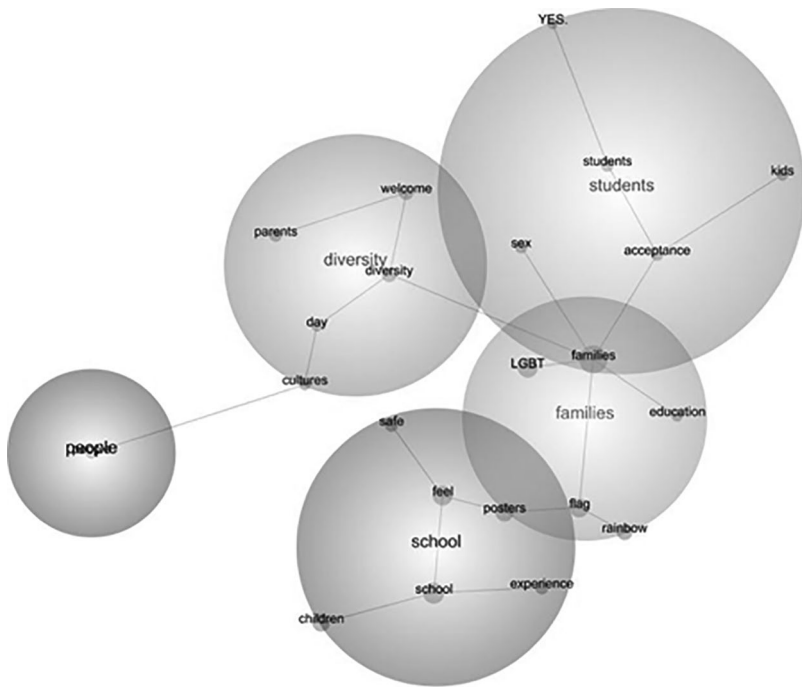 YES.
students
kids
students
welcome
parents
sex
acceptance
diversity
diversity
day
families
LGBT
cultures
families
education
safe
people
feel
posters
flag
rainbow
school
school
experience
children